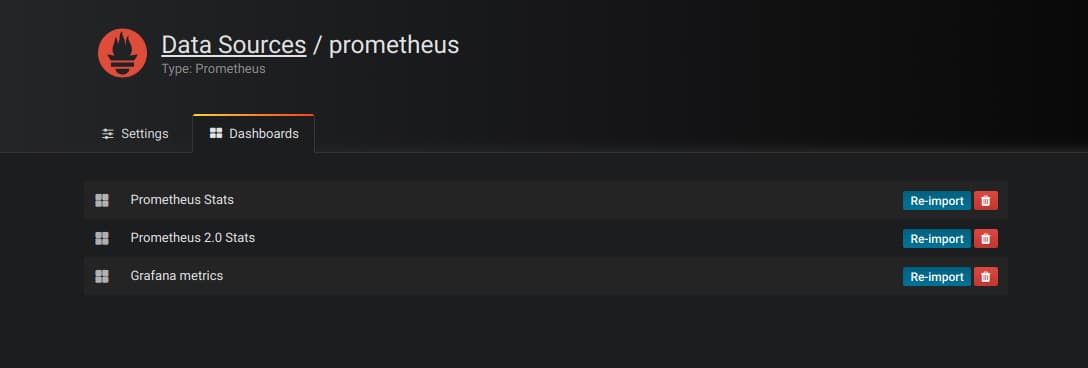 Data Sources / prometheus
Type: Prometheus
Settings Dashboards
Prometheus Stats Re-import
Prometheus 2.0 Stats Re-import
Grafana metrics Re-import